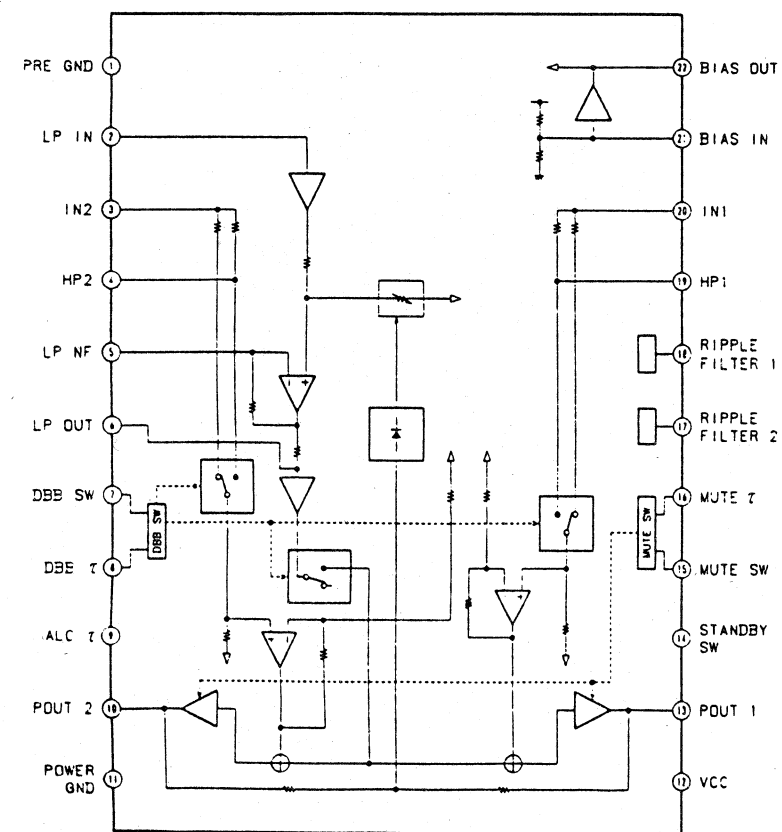 PRE GND 1
LP IN 2
IN2 3
HP2 4
LP NF 5
LP OUT 6
DBB SW 7
DBB SW
DBE τ 8
ALC τ 9
POUT 2 10
POWER
GND 11
22 BIAS OUT
21 BIAS IN
20 IN1
19 HP1
18 RIPPLE
FILTER 1
17 RIPPLE
FILTER 2
16 MUTE τ
MUTE SW
15 MUTE SW
14 STANDBY
SW
13 POUT 1
12 VCC